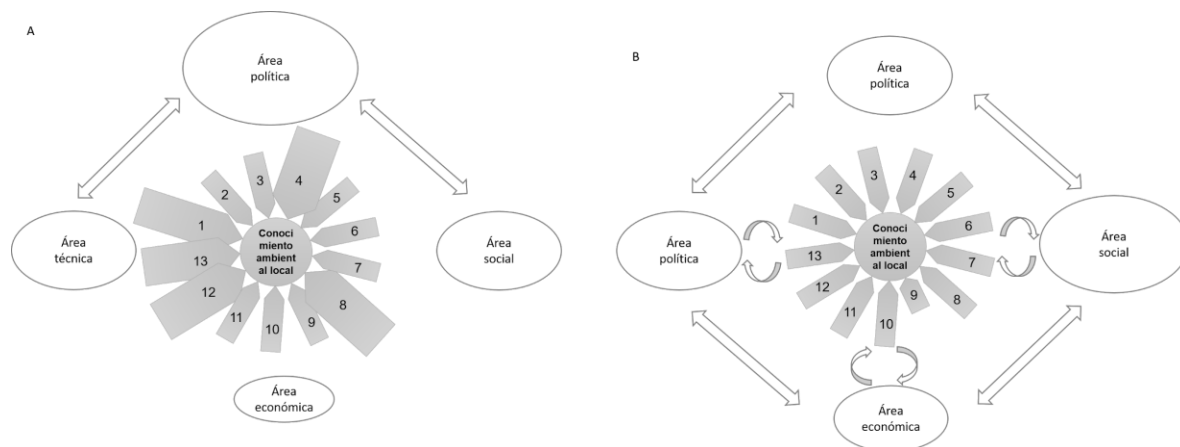 A
Área
política
4
3
2
5
1
6
Área
técnica
Conoci
miento
ambient
al local
Área
social
13
7
12
8
11
10
9
Área
económica
B
Área
política
3
4
2
5
1
6
Área
política
Conoci
miento
ambient
al local
Área
social
13
7
12
8
11
10
9
Área
económica